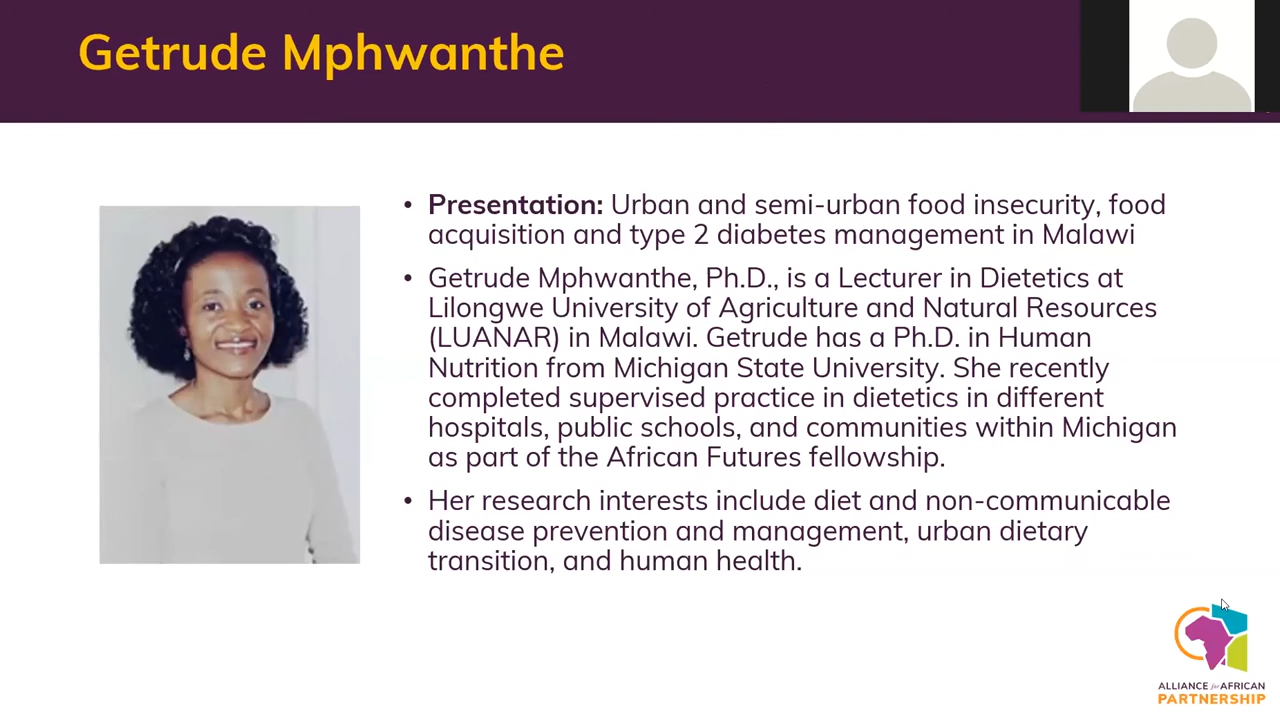 Getrude Mphwanthe
• Presentation: Urban and semi-urban food insecurity, food
acquisition and type 2 diabetes management in Malawi
• Getrude Mphwanthe, Ph.D., is a Lecturer in Dietetics at
Lilongwe University of Agriculture and Natural Resources
(LUANAR) in Malawi. Getrude has a Ph.D. in Human
Nutrition from Michigan State University. She recently
completed supervised practice in dietetics in different
hospitals, public schools, and communities within Michigan
as part of the African Futures fellowship.
• Her research interests include diet and non-communicable
disease prevention and management, urban dietary
transition, and human health.
ALLIANCE for AFRICAN
PARTNERSHIP